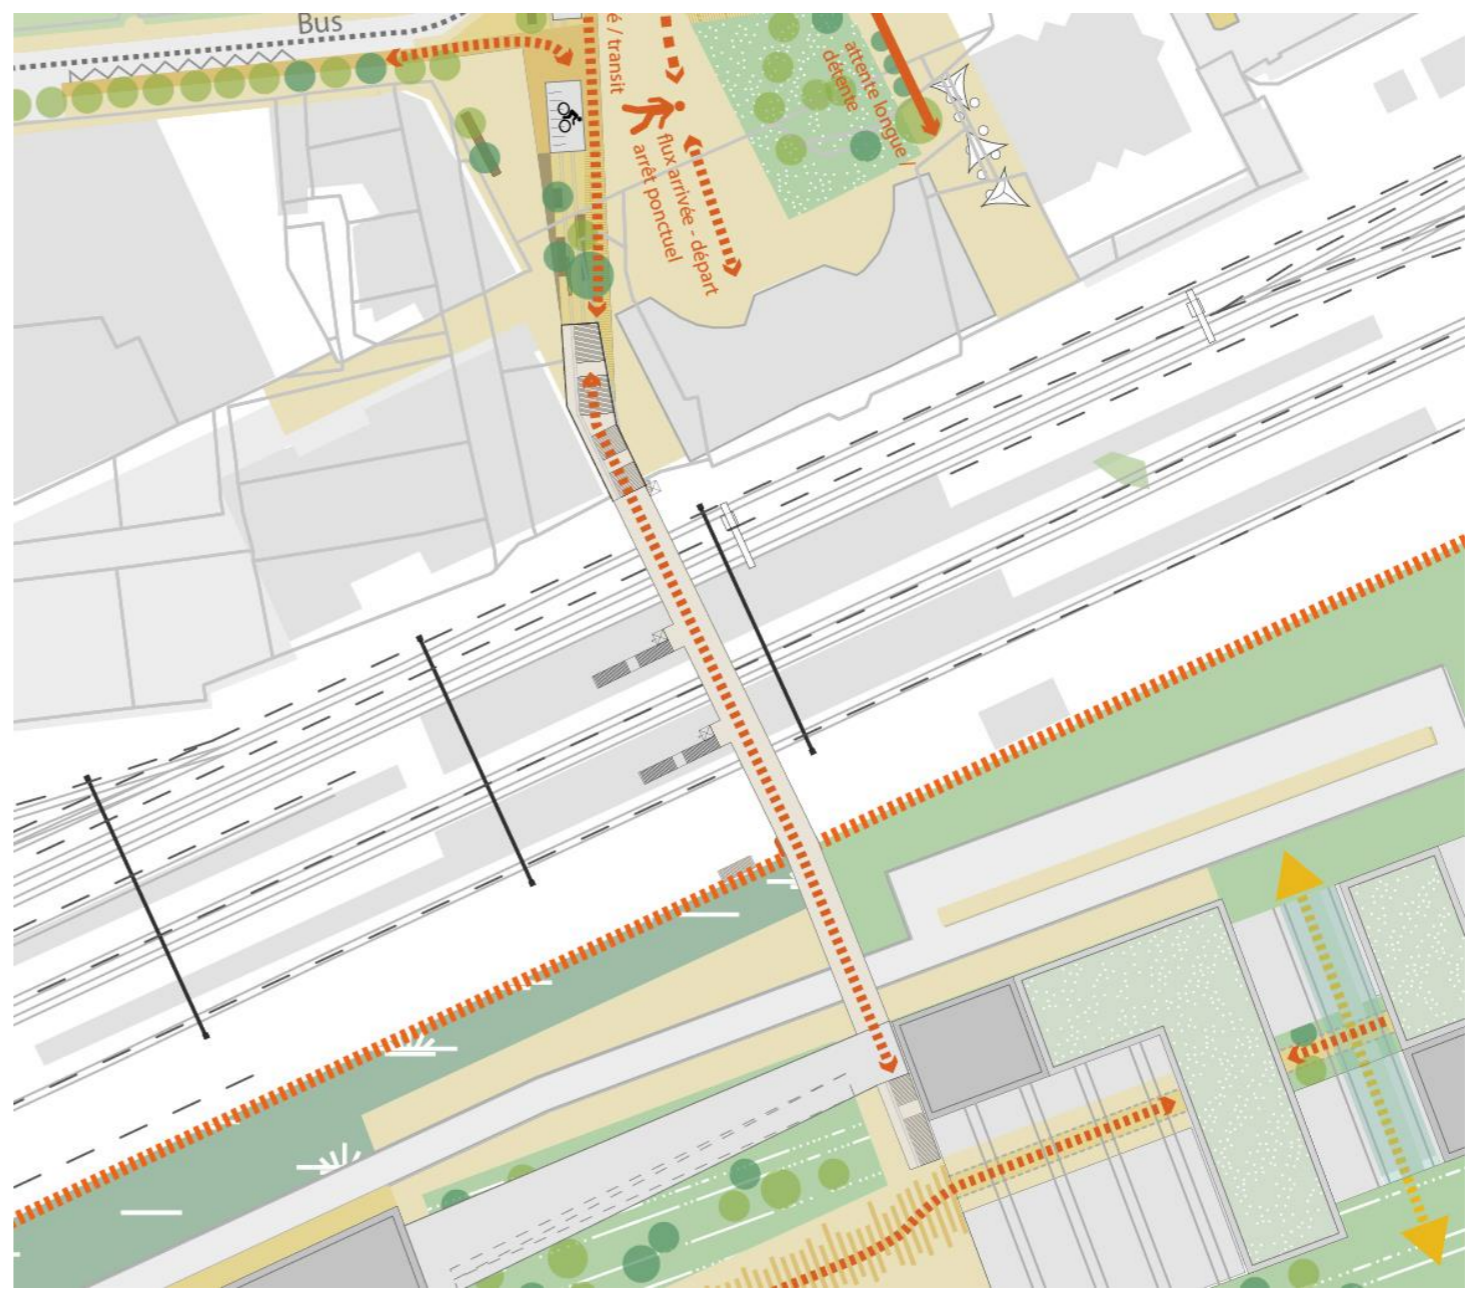 Bus
é / transit
attente longue /
détente
flux arrivée - départ
arrêt ponctuel